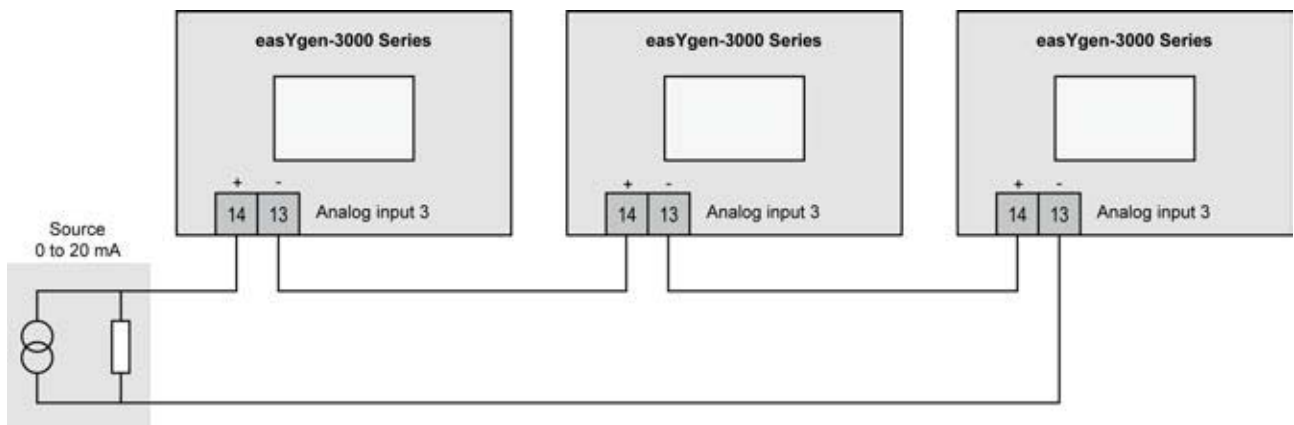 easYgen-3000 Series
easYgen-3000 Series
easYgen-3000 Series
+ -
+ -
+ -
14 13 Analog input 3
14 13 Analog input 3
14 13 Analog input 3
Source
0 to 20 mA